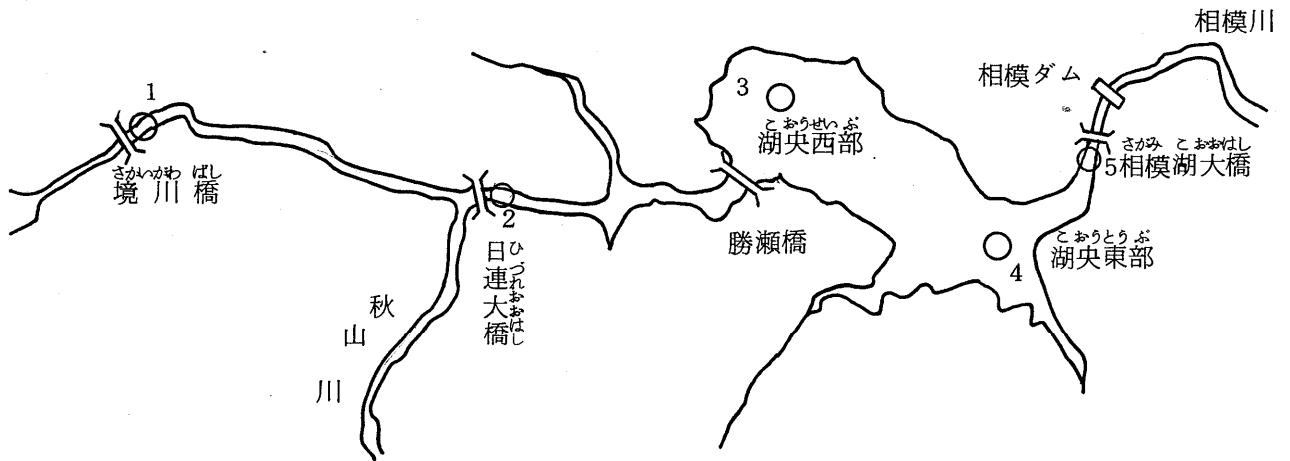 相模川
相模ダム
1
さかいがわ ばし
境川橋
2
ひづれおおはし
日連大橋
秋山川
3
こおうせいぶ
湖央西部
勝瀬橋
4
こおうとうぶ
湖央東部
さがみ こおおはし
5相模湖大橋